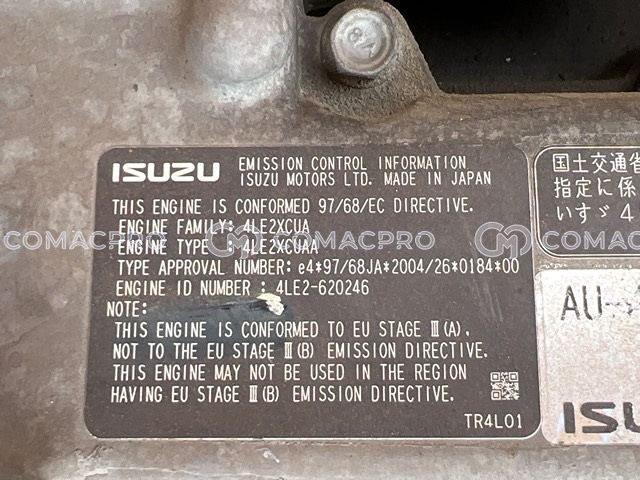 ISUZU EMISSION CONTROL INFORMATION
ISUZU MOTORS LTD. MADE IN JAPAN
THIS ENGINE IS CONFORMED 97/68/EC DIRECTIVE.
ENGINE FAMILY: 4LE2XCUA
ENGINE TYPE : 4LE2XCUAA
TYPE APPROVAL NUMBER: e4*97/68JA*2004/26*0184*00
ENGINE ID NUMBER : 4LE2-620246
NOTE:
THIS ENGINE IS CONFORMED TO EU STAGE Ⅲ(A),
NOT TO THE EU STAGE Ⅲ(B) EMISSION DIRECTIVE.
THIS ENGINE MAY NOT BE USED IN THE REGION
HAVING EU STAGE Ⅲ(B) EMISSION DIRECTIVE.
TR4L01
国土交通省
指定に係
いすゞ4
AU-
ISU
COMACPRO
COMACPRO
COMACPRO
COMACPRO